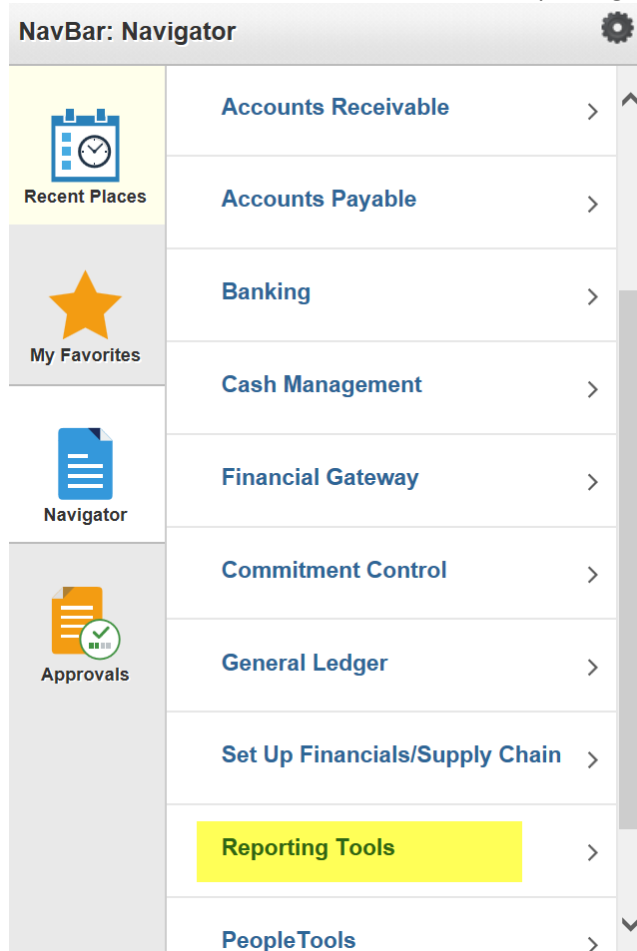 NavBar: Navigator
Recent Places
My Favorites
Navigator
Approvals
Accounts Receivable
Accounts Payable
Banking
Cash Management
Financial Gateway
Commitment Control
General Ledger
Set Up Financials/Supply Chain
Reporting Tools
PeopleTools